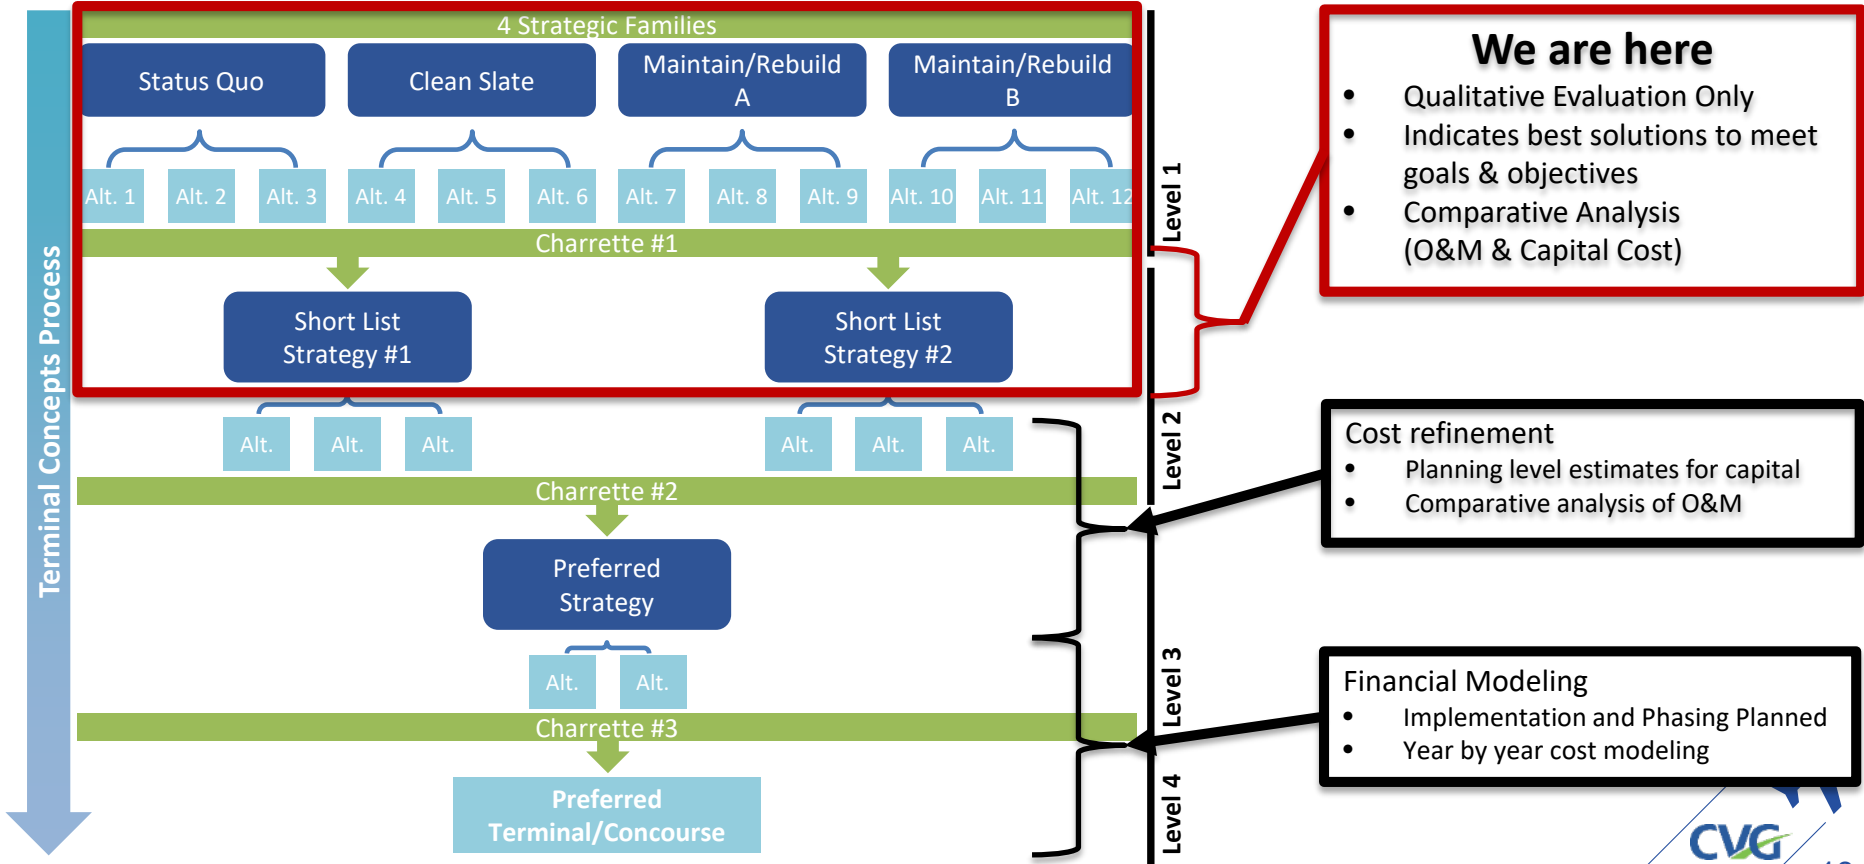 4 Strategic Families
Status Quo
Clean Slate
Maintain/Rebuild
A
Maintain/Rebuild
B
Alt. 1
Alt. 2
Alt. 3
Alt. 4
Alt. 5
Alt. 6
Alt. 7
Alt. 8
Alt. 9
Alt. 10
Alt. 11
Alt. 12
Charrette #1
Short List
Strategy #1
Short List
Strategy #2
Alt.
Alt.
Alt.
Alt.
Alt.
Alt.
Charrette #2
Preferred
Strategy
Alt.
Alt.
Charrette #3
Preferred
Terminal/Concourse
Terminal Concepts Process
Level 1
Level 2
Level 3
Level 4
We are here
• Qualitative Evaluation Only
• Indicates best solutions to meet
goals & objectives
• Comparative Analysis
(O&M & Capital Cost)
Cost refinement
• Planning level estimates for capital
• Comparative analysis of O&M
Financial Modeling
• Implementation and Phasing Planned
• Year by year cost modeling
CVG